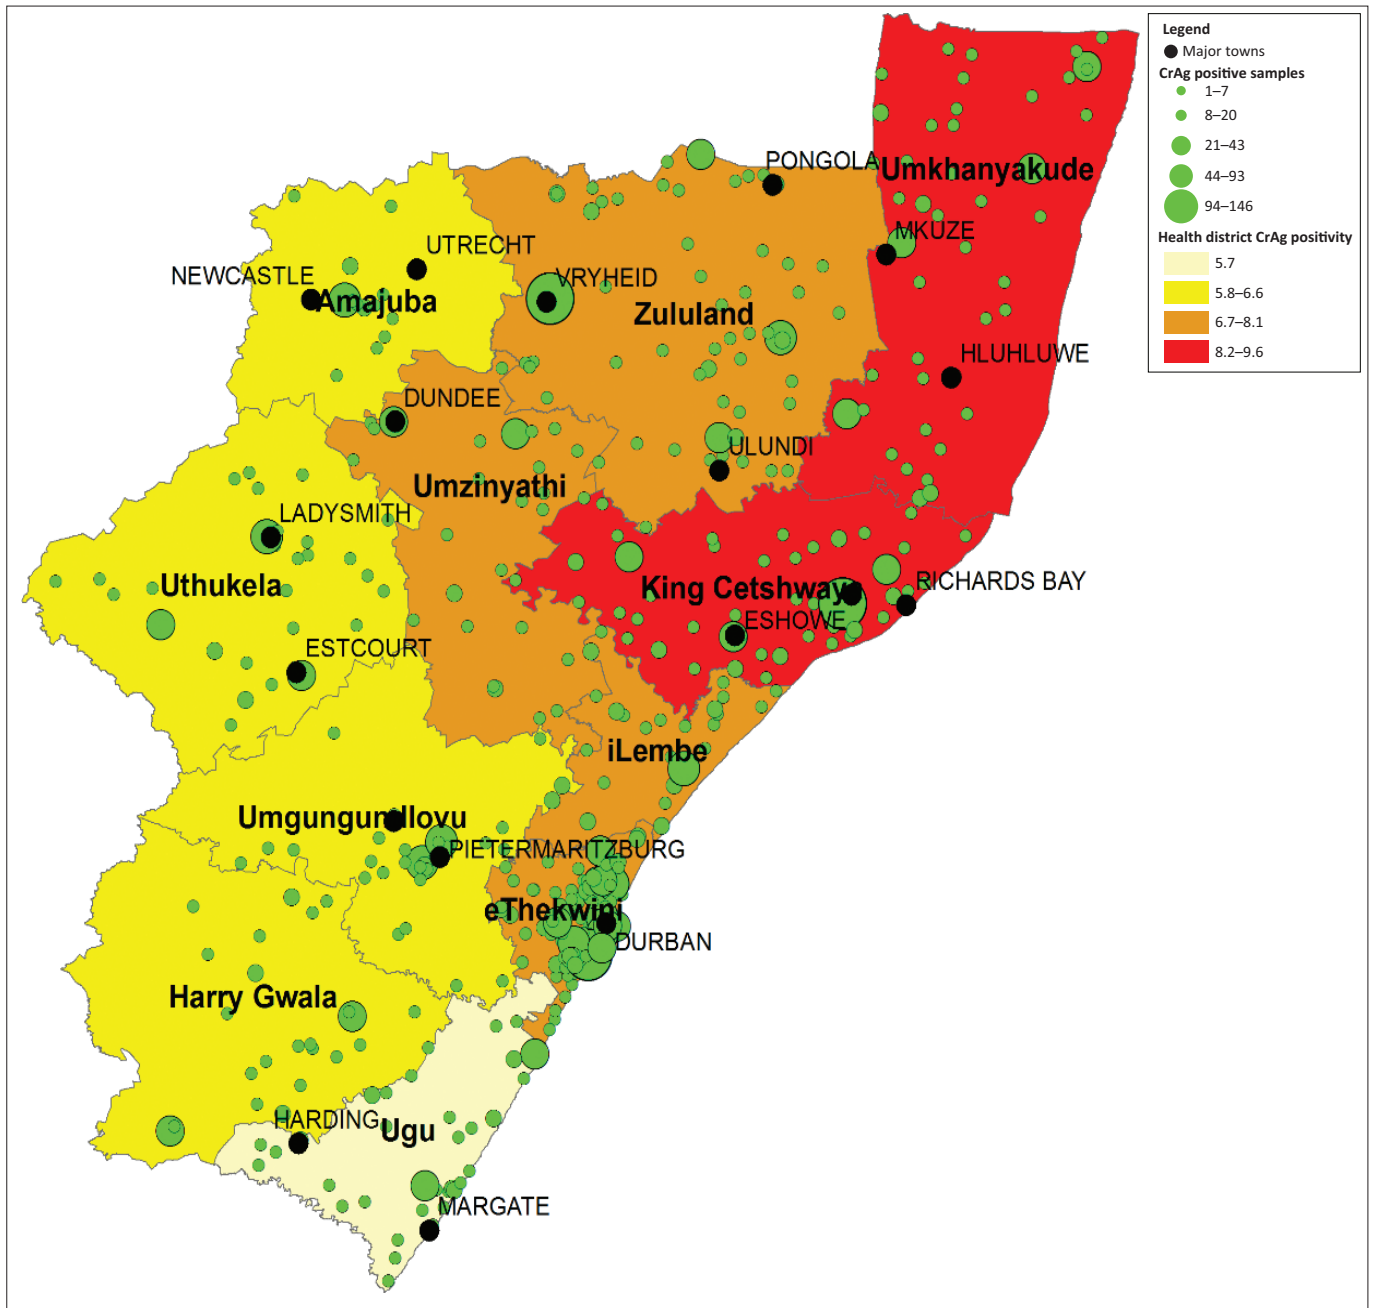 Legend
Major towns
CrAg positive samples
1–7
8–20
21–43
44–93
94–146
Health district CrAg positivity
5.7
5.8–6.6
6.7–8.1
8.2–9.6
PONGOLA
Umkhanyakude
MKUZE
UTRECHT
NEWCASTLE
Amajuba
VRYHEID
Zululand
HLUHLUWE
DUNDEE
ULUNDI
Umzinyathi
LADYSMITH
Uthukela
King Cetshwayo
RICHARDS BAY
ESHOWE
ESTCOURT
iLembe
Umgungundlovu
PIETERMARITZBURG
eThekwini
DURBAN
Harry Gwala
HARDING
Ugu
MARGATE